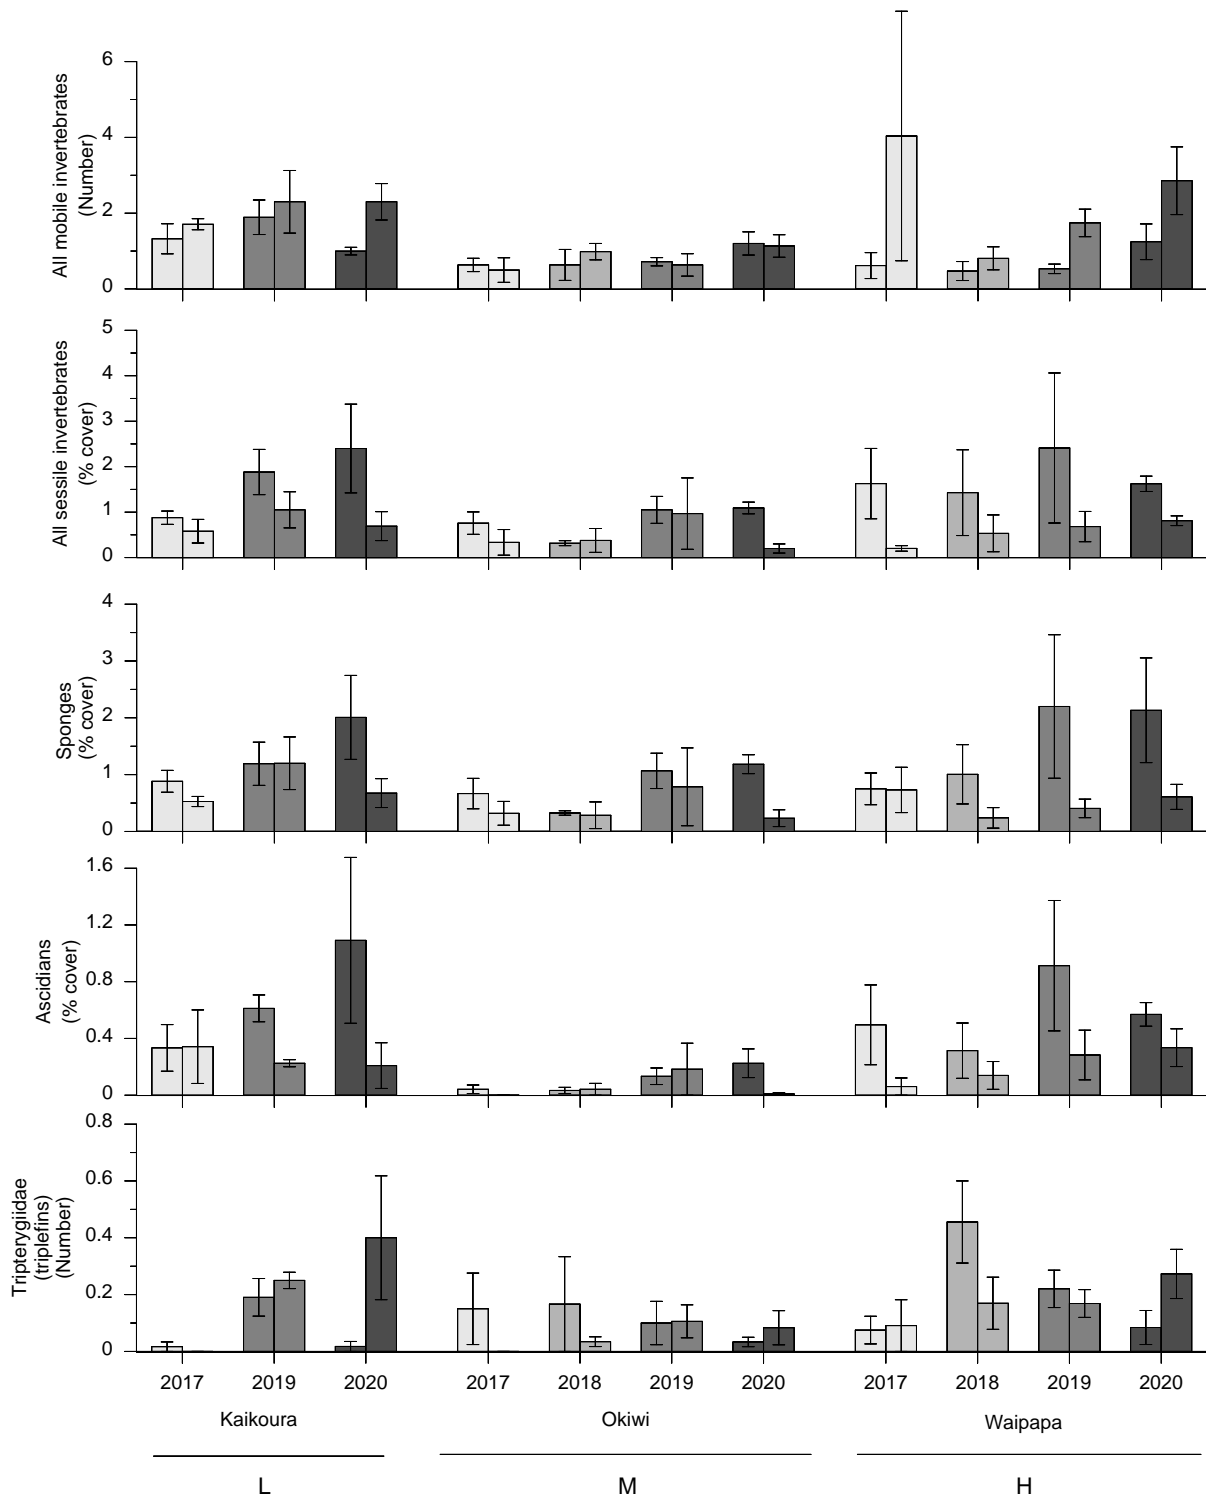 All mobile invertebrates
(Number)
6
4
2
0
All sessile invertebrates
(% cover)
5
4
3
2
1
0
Sponges
(% cover)
4
3
2
1
0
Ascidians
(% cover)
1.6
1.2
0.8
0.4
0
Tripterygiidae
(triplefins)
(Number)
0.8
0.6
0.4
0.2
0
2017 2019 2020 2017 2018 2019 2020 2017 2018 2019 2020
Kaikoura Okiwi Waipapa
L M H